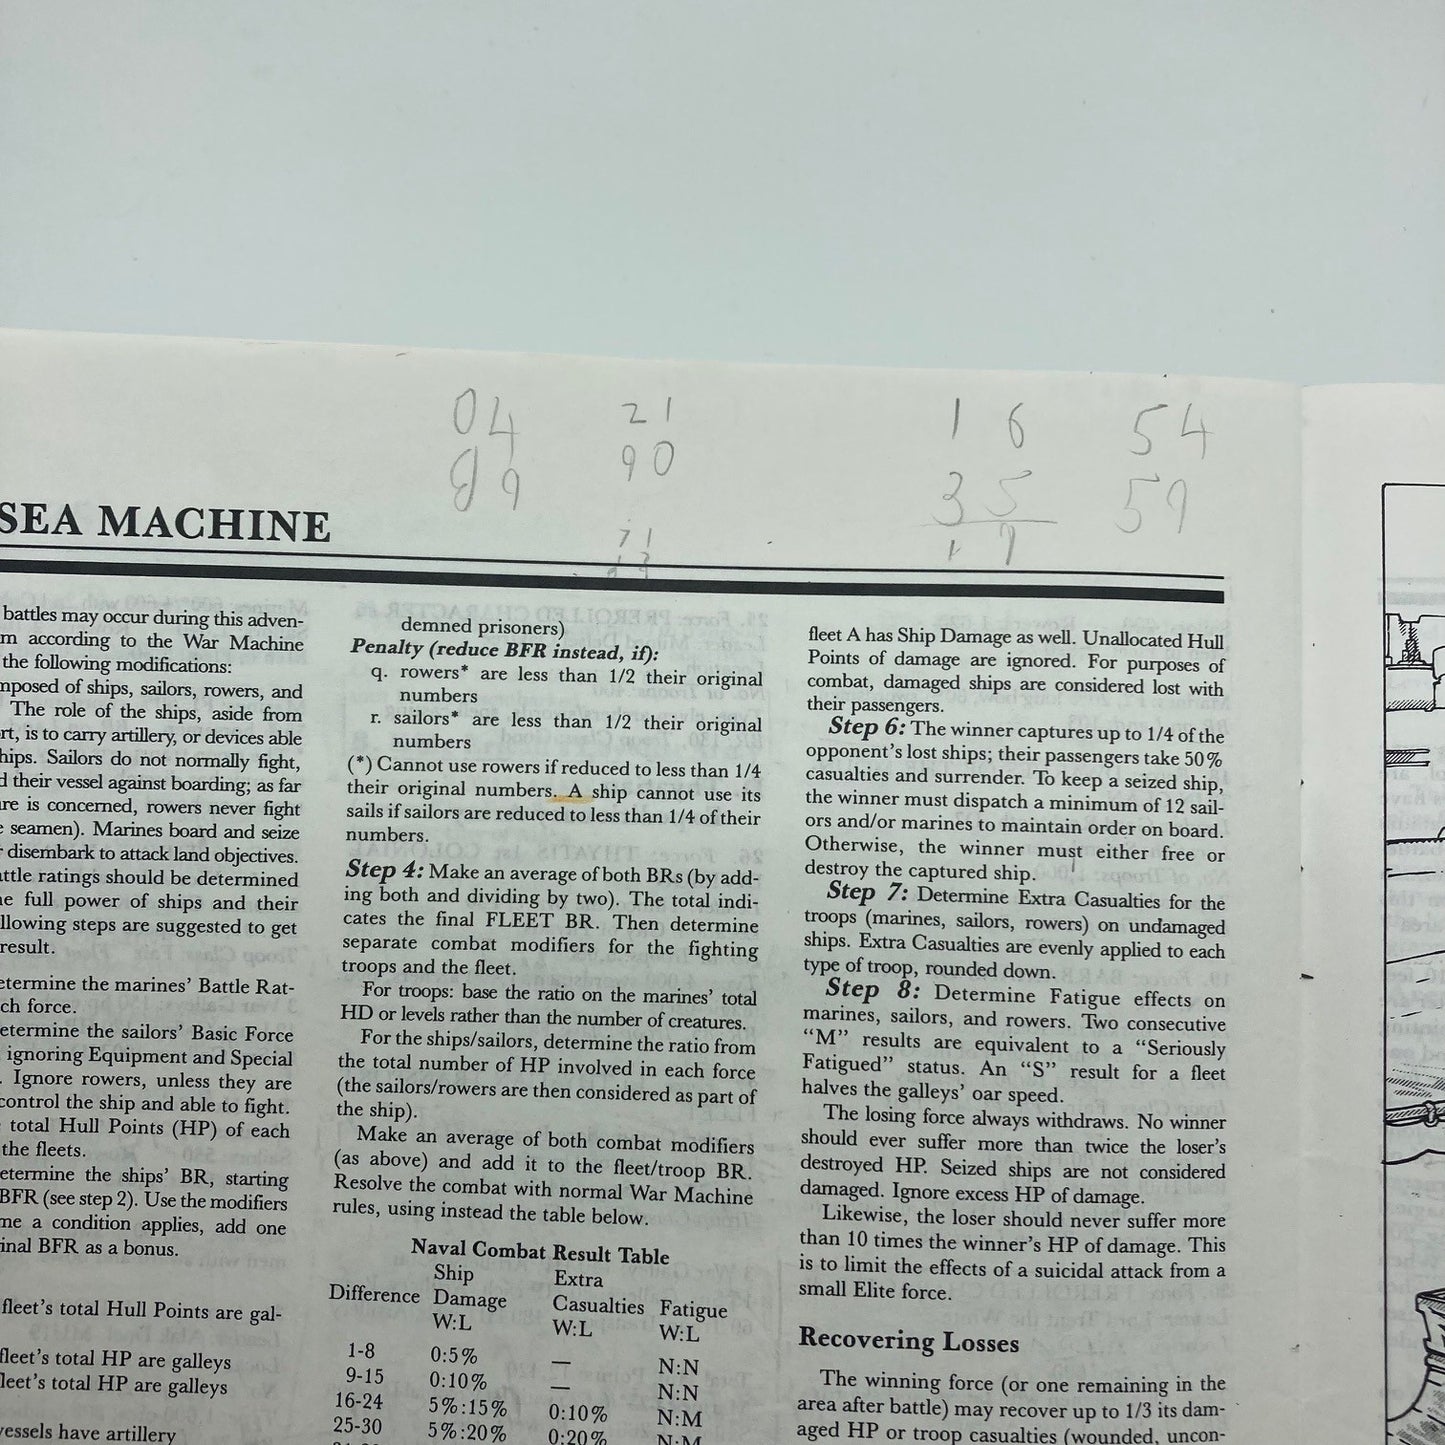 04 21 16 54
99 90 35 59
71
17
SEA MACHINE
battles may occur during this adven-
m according to the War Machine
the following modifications:
mposed of ships, sailors, rowers, and
The role of the ships, aside from
rt, is to carry artillery, or devices able
hips. Sailors do not normally fight,
d their vessel against boarding; as far
are is concerned, rowers never fight
e seamen). Marines board and seize
r disembark to attack land objectives.
attle ratings should be determined
he full power of ships and their
llowing steps are suggested to get
result.
etermine the marines' Battle Rat-
ch force.
etermine the sailors' Basic Force
ignoring Equipment and Special
. Ignore rowers, unless they are
control the ship and able to fight.
total Hull Points (HP) of each
the fleets.
etermine the ships' BR, starting
BFR (see step 2). Use the modifiers
me a condition applies, add one
inal BFR as a bonus.
fleet's total Hull Points are gal-
fleet's total HP are galleys
fleet's total HP are galleys
vessels have artillery
demned prisoners)
Penalty (reduce BFR instead, if):
q. rowers* are less than 1/2 their original
numbers
r. sailors* are less than 1/2 their original
numbers
(*) Cannot use rowers if reduced to less than 1/4
their original numbers. A ship cannot use its
sails if sailors are reduced to less than 1/4 of their
numbers.
Step 4: Make an average of both BRs (by add-
ing both and dividing by two). The total indi-
cates the final FLEET BR. Then determine
separate combat modifiers for the fighting
troops and the fleet.
For troops: base the ratio on the marines' total
HD or levels rather than the number of creatures.
For the ships/sailors, determine the ratio from
the total number of HP involved in each force
(the sailors/rowers are then considered as part of
the ship).
Make an average of both combat modifiers
(as above) and add it to the fleet/troop BR.
Resolve the combat with normal War Machine
rules, using instead the table below.
Naval Combat Result Table
Ship Extra
Difference Damage Casualties Fatigue
W:L W:L W:L
1-8 0:5% — N:N
9-15 0:10% — N:N
16-24 5%:15% 0:10% N:M
25-30 5%:20% 0:20% N:M
fleet A has Ship Damage as well. Unallocated Hull
Points of damage are ignored. For purposes of
combat, damaged ships are considered lost with
their passengers.
Step 6: The winner captures up to 1/4 of the
opponent's lost ships; their passengers take 50%
casualties and surrender. To keep a seized ship,
the winner must dispatch a minimum of 12 sail-
ors and/or marines to maintain order on board.
Otherwise, the winner must either free or
destroy the captured ship.
Step 7: Determine Extra Casualties for the
troops (marines, sailors, rowers) on undamaged
ships. Extra Casualties are evenly applied to each
type of troop, rounded down.
Step 8: Determine Fatigue effects on
marines, sailors, and rowers. Two consecutive
"M" results are equivalent to a "Seriously
Fatigued" status. An "S" result for a fleet
halves the galleys' oar speed.
The losing force always withdraws. No winner
should ever suffer more than twice the loser's
destroyed HP. Seized ships are not considered
damaged. Ignore excess HP of damage.
Likewise, the loser should never suffer more
than 10 times the winner's HP of damage. This
is to limit the effects of a suicidal attack from a
small Elite force.
Recovering Losses
The winning force (or one remaining in the
area after battle) may recover up to 1/3 its dam-
aged HP or troop casualties (wounded, uncon-